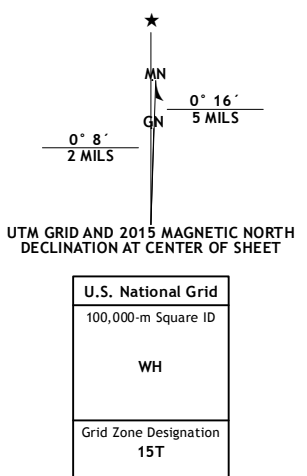 ★
MN
0° 16´
5 MILS
GN
0° 8´
2 MILS
UTM GRID AND 2015 MAGNETIC NORTH
DECLINATION AT CENTER OF SHEET
U.S. National Grid
100,000-m Square ID
WH
Grid Zone Designation
15T